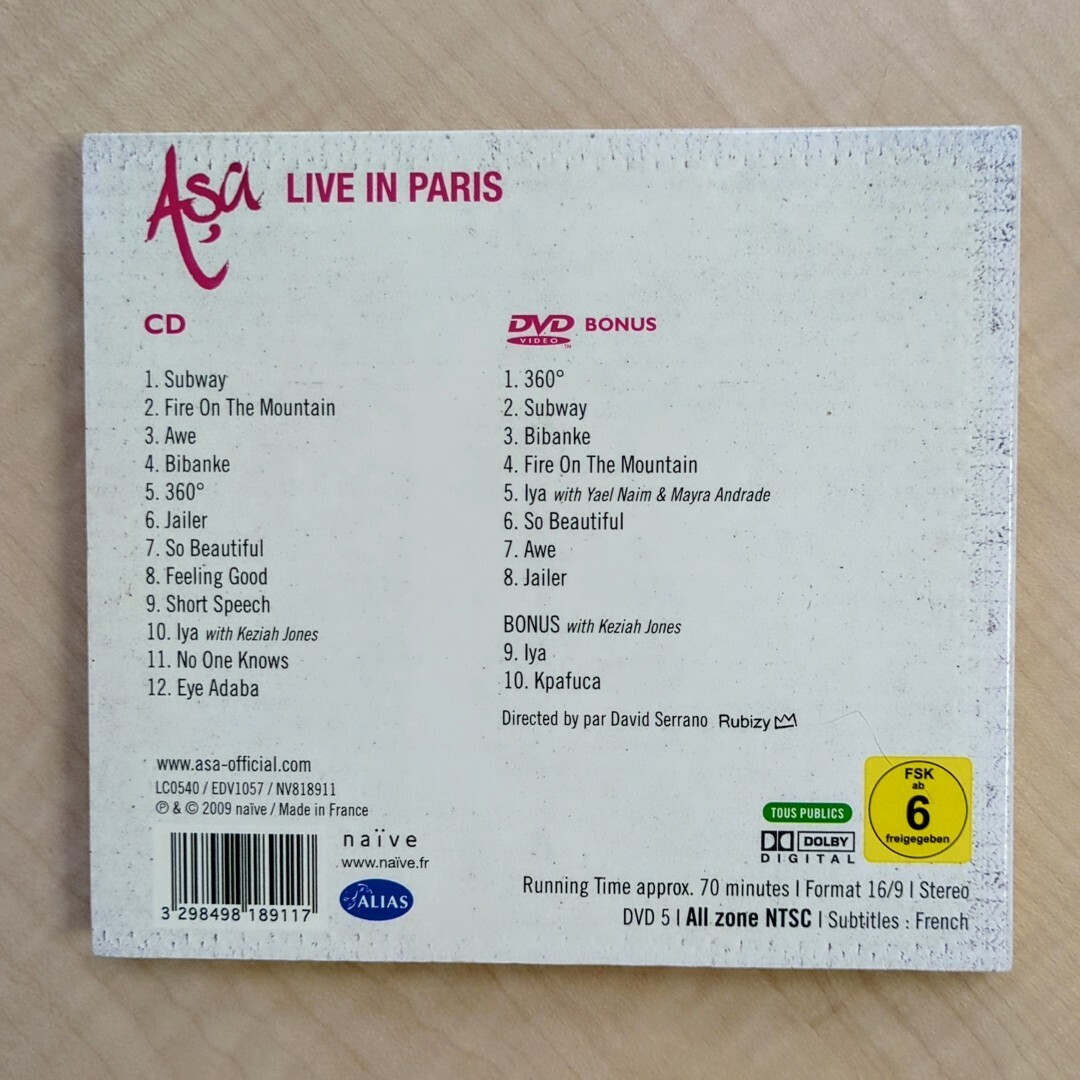 Aṣa LIVE IN PARIS
CD
1. Subway
2. Fire On The Mountain
3. Awe
4. Bibanke
5. 360°
6. Jailer
7. So Beautiful
8. Feeling Good
9. Short Speech
10. Iya with Keziah Jones
11. No One Knows
12. Eye Adaba
DVD VIDEO ™ BONUS
1. 360°
2. Subway
3. Bibanke
4. Fire On The Mountain
5. Iya with Yael Naim & Mayra Andrade
6. So Beautiful
7. Awe
8. Jailer
BONUS with Keziah Jones
9. Iya
10. Kpafuca
Directed by par David Serrano Rubizy
www.asa-official.com
LC0540 / EDV1057 / NV818911
℗ & © 2009 naïve / Made in France
3 298498 189117
naïve
www.naïve.fr
ALIAS
TOUS PUBLICS
DOLBY
DIGITAL
FSK
ab
6
freigegeben
Running Time approx. 70 minutes | Format 16/9 | Stereo
DVD 5 | All zone NTSC | Subtitles : French